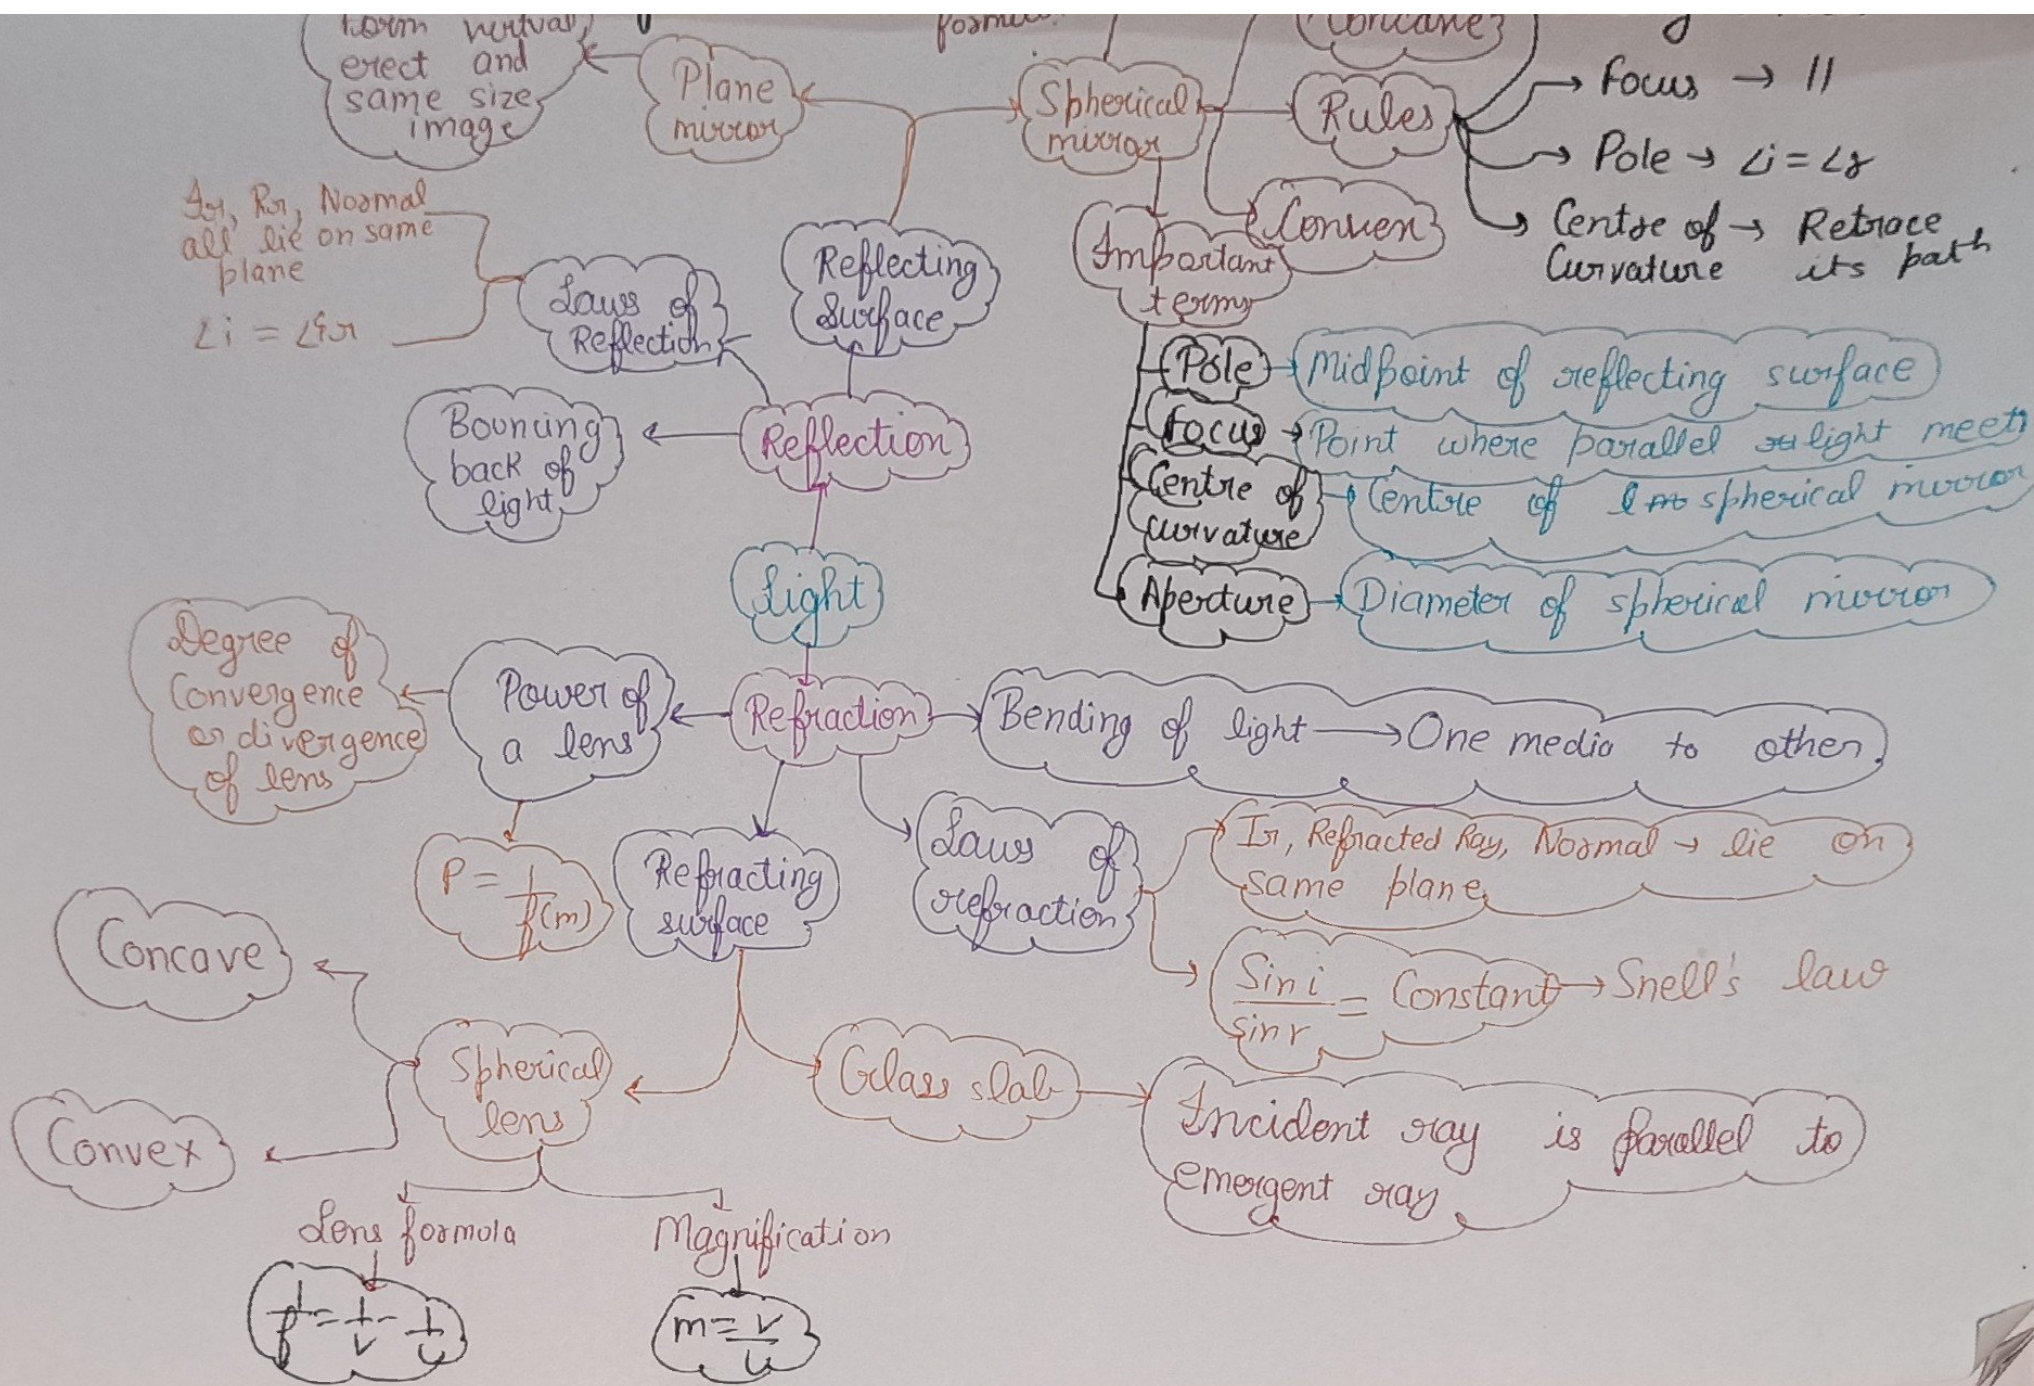 form virtual,
erect and
same size
image
Plane
mirror
Spherical
mirror
Concave
Rules
Focus → ||
Pole → ∠i = ∠r
Centre of → Retrace
Curvature its path
Convex
Important
terms
Ir, Rr, Normal
all lie on same
plane
∠i = ∠r
Laws of
Reflection
Reflecting
surface
Bouncing
back of
light
Reflection
Pole → Midpoint of reflecting surface
Focus → Point where parallel light meets
Centre of → Centre of spherical mirror
curvature
Aperture → Diameter of spherical mirror
Light
Degree of
Convergence
or divergence
of lens
Power of
a lens
Refraction
Bending of light → One media to other
P = 1/f(m)
Refracting
surface
Laws of
refraction
Ir, Refracted Ray, Normal → lie on
same plane
Sin i / sin r = Constant → Snell's law
Concave
Convex
Spherical
lens
Glass slab
Incident ray is parallel to
emergent ray
Lens formula
Magnification
1/f = 1/v - 1/u
m = v/u